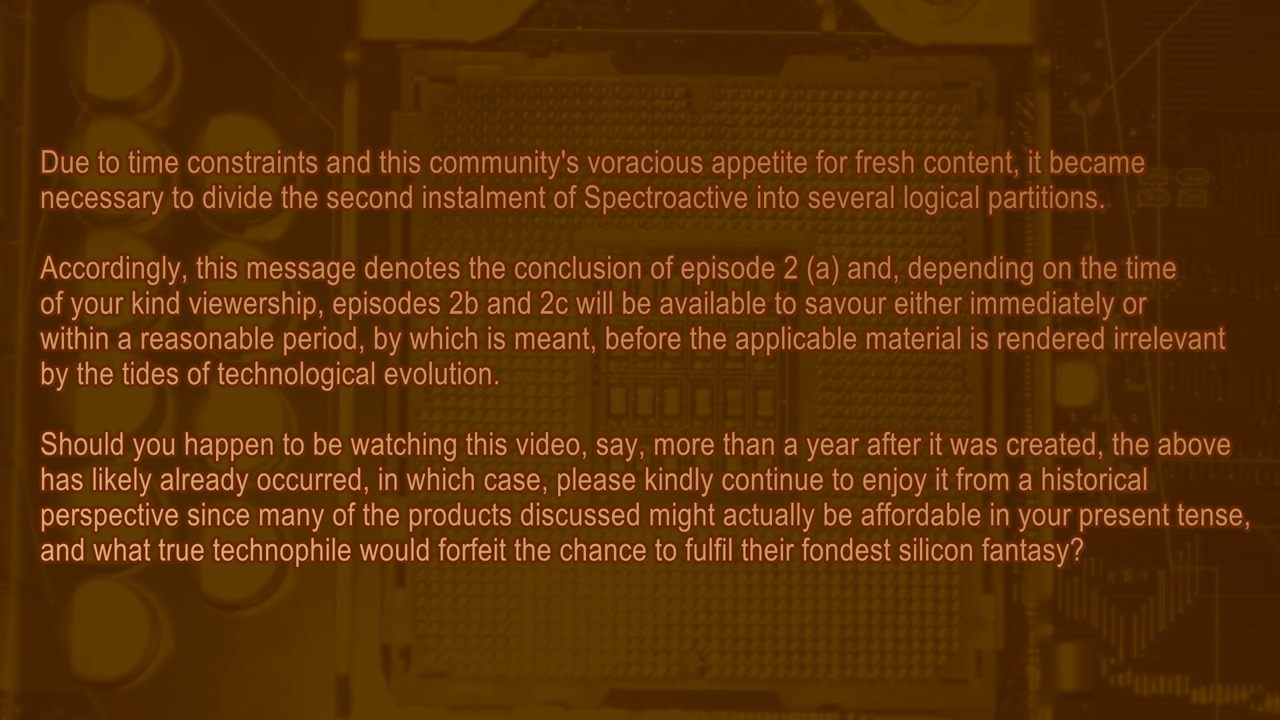 Due to time constraints and this community's voracious appetite for fresh content, it became
necessary to divide the second instalment of Spectroactive into several logical partitions.
Accordingly, this message denotes the conclusion of episode 2 (a) and, depending on the time
of your kind viewership, episodes 2b and 2c will be available to savour either immediately or
within a reasonable period, by which is meant, before the applicable material is rendered irrelevant
by the tides of technological evolution.
Should you happen to be watching this video, say, more than a year after it was created, the above
has likely already occurred, in which case, please kindly continue to enjoy it from a historical
perspective since many of the products discussed might actually be affordable in your present tense,
and what true technophile would forfeit the chance to fulfil their fondest silicon fantasy?